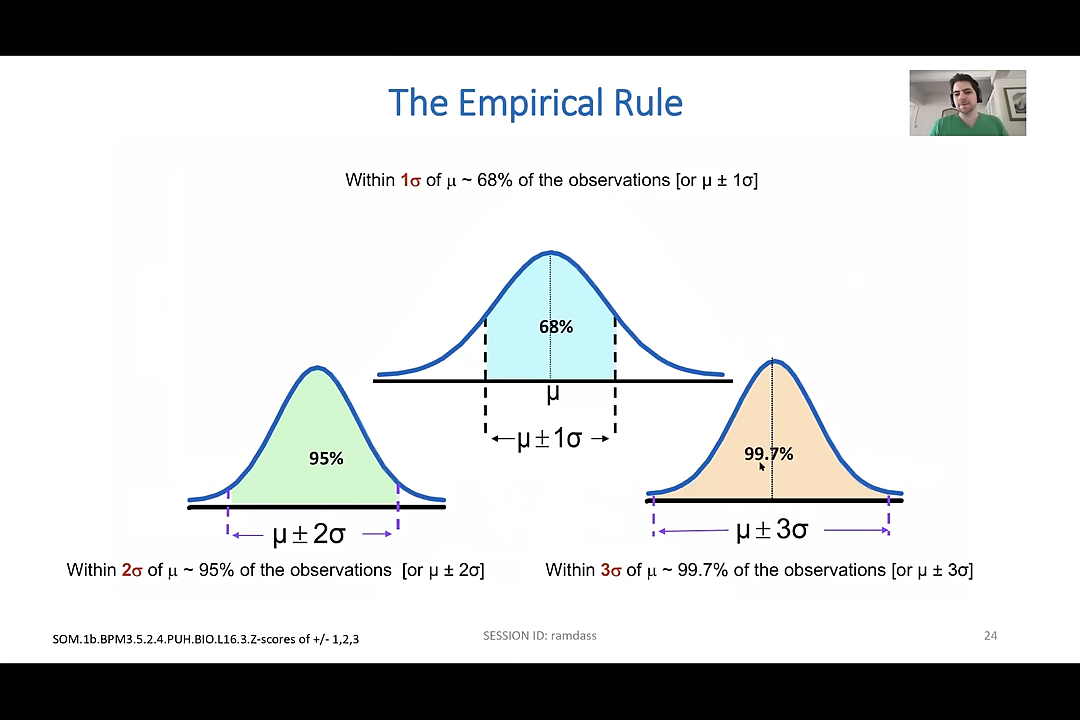 The Empirical Rule
Within 1σ of μ ~ 68% of the observations [or μ ± 1σ]
68%
μ
μ ± 1σ
95%
μ ± 2σ
Within 2σ of μ ~ 95% of the observations [or μ ± 2σ]
99.7%
μ ± 3σ
Within 3σ of μ ~ 99.7% of the observations [or μ ± 3σ]
SOM.1b.BPM3.5.2.4.PUH.BIO.L16.3.Z-scores of +/- 1,2,3
SESSION ID: ramdass
24